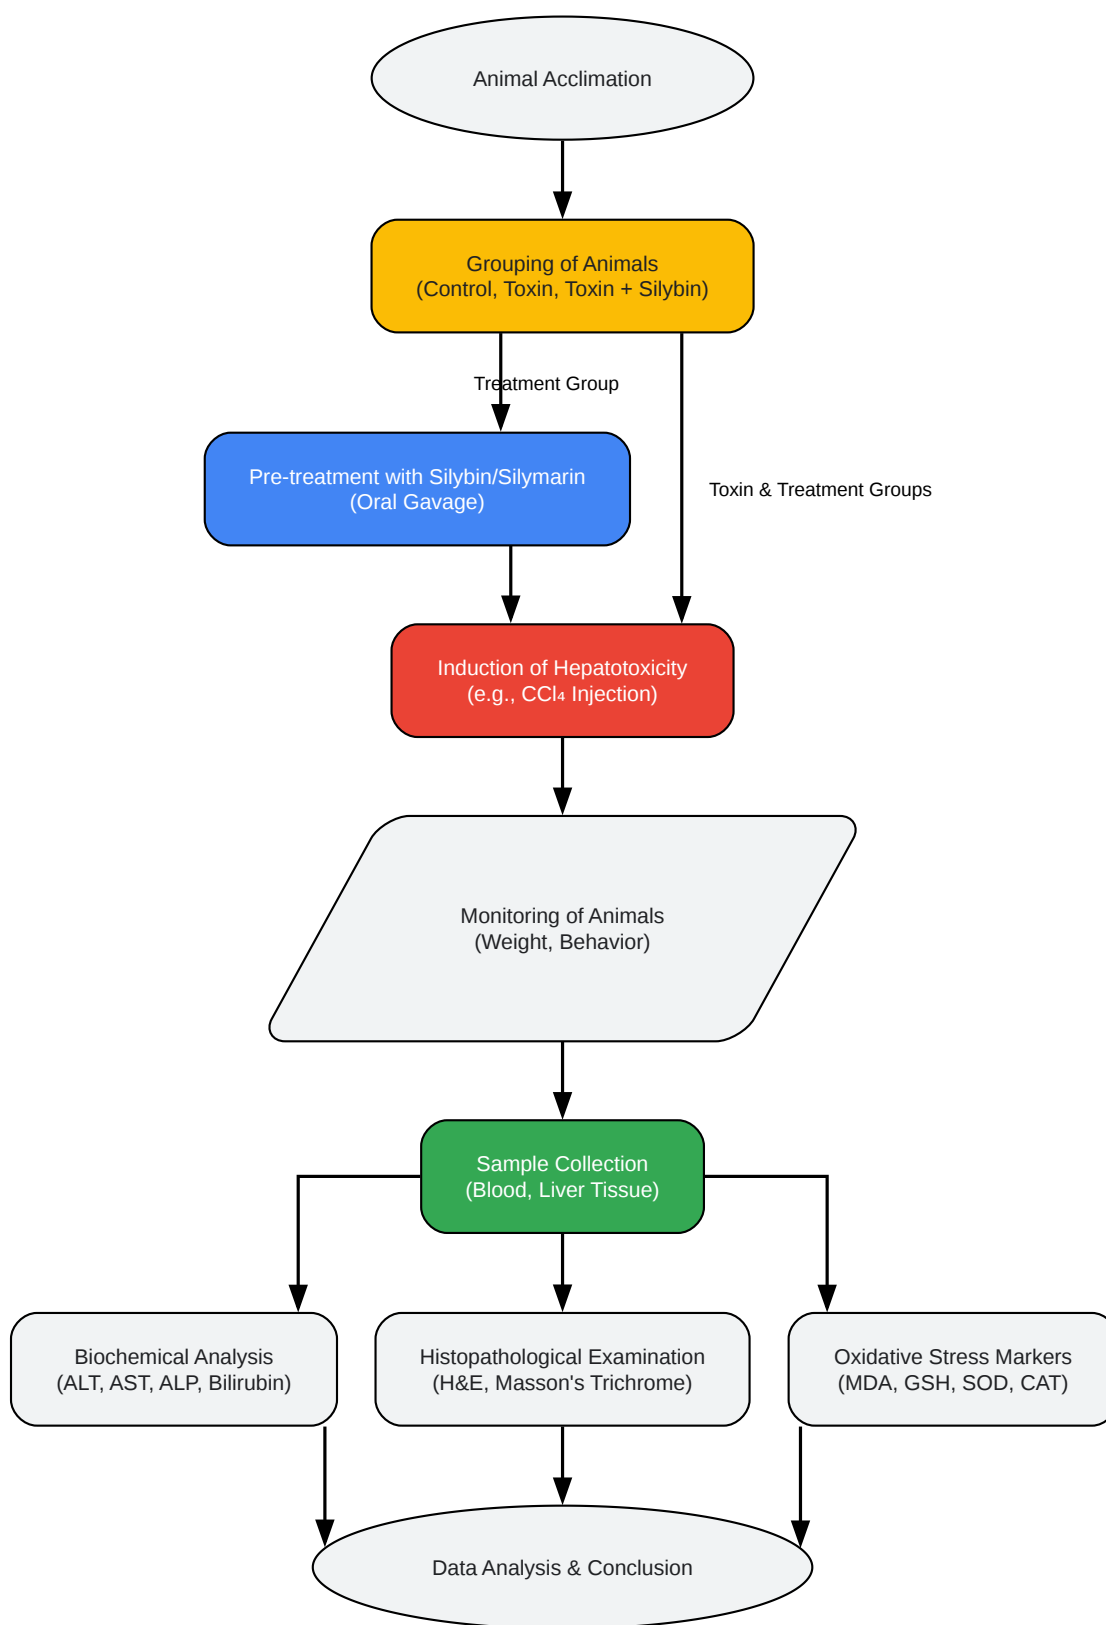 Animal Acclimation
Grouping of Animals
(Control, Toxin, Toxin + Silybin)
Treatment Group
Pre-treatment with Silybin/Silymarin
(Oral Gavage)
Toxin & Treatment Groups
Induction of Hepatotoxicity
(e.g., CCl₄ Injection)
Monitoring of Animals
(Weight, Behavior)
Sample Collection
(Blood, Liver Tissue)
Biochemical Analysis
(ALT, AST, ALP, Bilirubin)
Histopathological Examination
(H&E, Masson's Trichrome)
Oxidative Stress Markers
(MDA, GSH, SOD, CAT)
Data Analysis & Conclusion